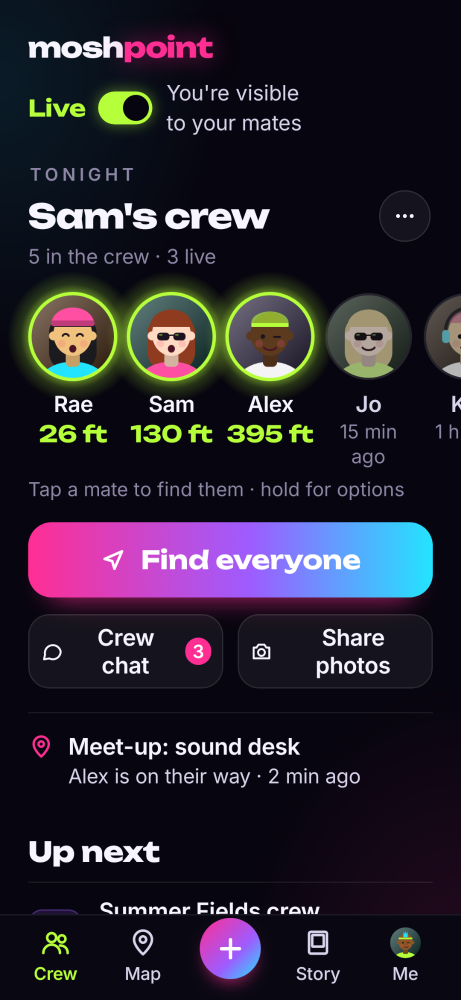 moshpoint
Live
You're visible
to your mates
TONIGHT
Sam's crew
5 in the crew · 3 live
Rae
Sam
Alex
Jo
K
26 ft
130 ft
395 ft
15 min
ago
1 h
Tap a mate to find them · hold for options
Find everyone
Crew
chat
3
Share
photos
Meet-up: sound desk
Alex is on their way · 2 min ago
Up next
Summer Fields crew
Crew
Map
Story
Me